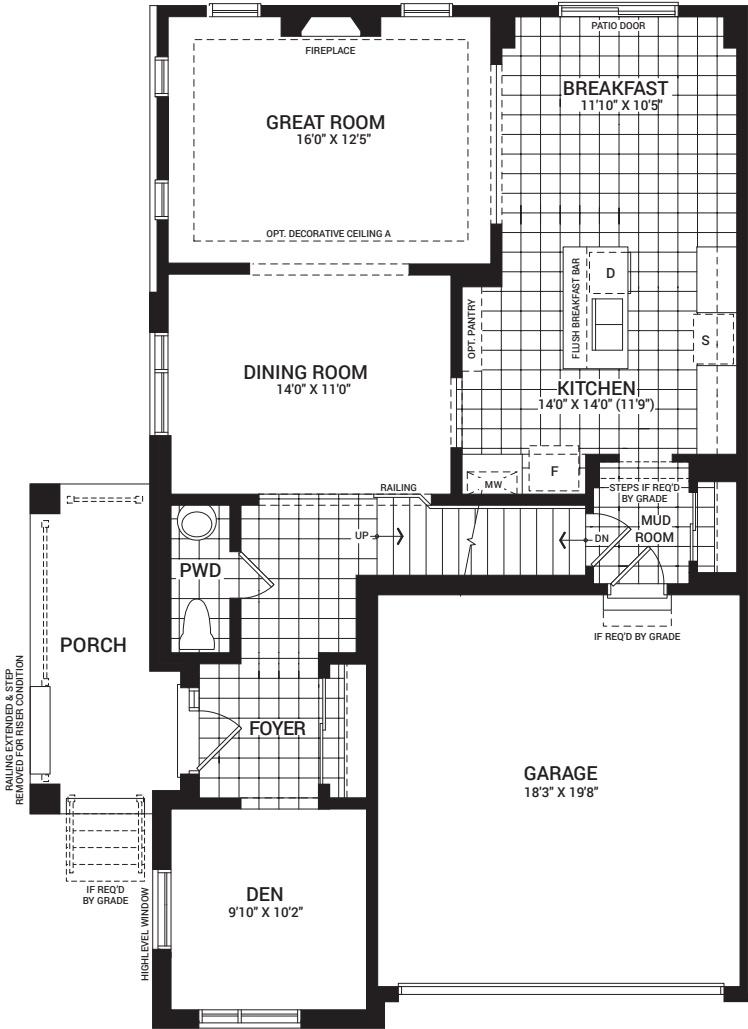 PATIO DOOR
FIREPLACE
BREAKFAST
11'10" X 10'5"
GREAT ROOM
16'0" X 12'5"
OPT. DECORATIVE CEILING A
D
FLUSH BREAKFAST BAR
OPT. PANTRY
S
DINING ROOM
14'0" X 11'0"
KITCHEN
14'0" X 14'0" (11'9")
F
MW
RAILING
STEPS IF REQ'D
BY GRADE
MUD
ROOM
UP
DN
PWD
PORCH
IF REQ'D BY GRADE
RAILING EXTENDED & STEP
REMOVED FOR RISER CONDITION
FOYER
GARAGE
18'3" X 19'8"
IF REQ'D
BY GRADE
DEN
9'10" X 10'2"
HIGHLEVEL WINDOW